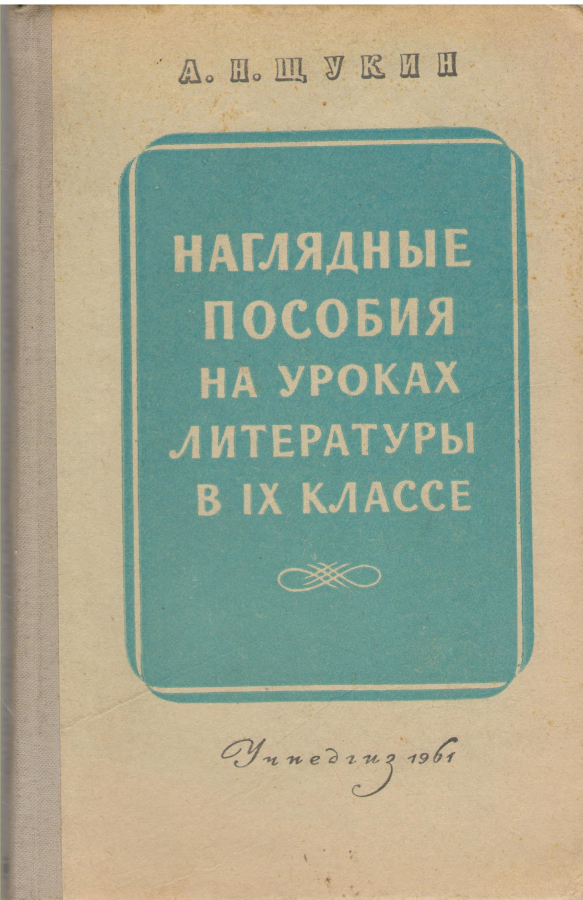 А. Н. ЩУКИН
НАГЛЯДНЫЕ
ПОСОБИЯ
НА УРОКАХ
ЛИТЕРАТУРЫ
В IX КЛАССЕ
Учпедгиз 1961